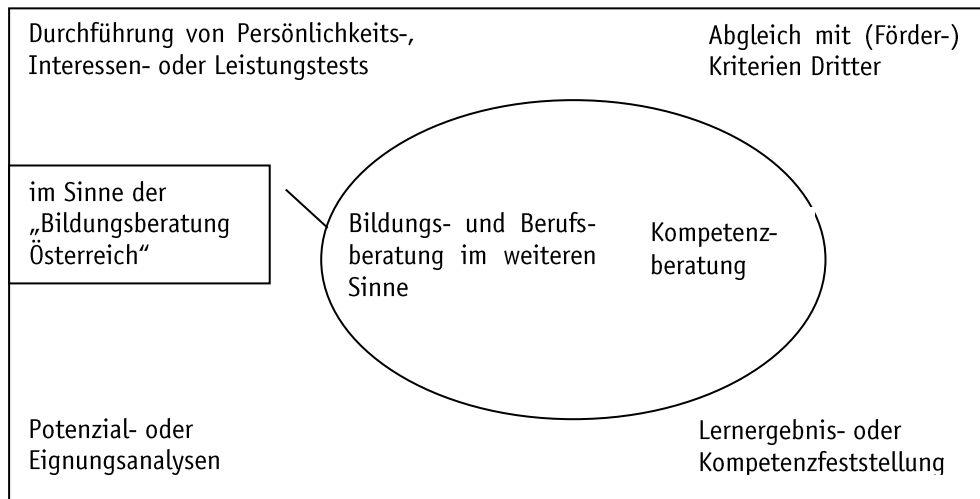 Durchführung von Persönlichkeits-,
Interessen- oder Leistungstests
Abgleich mit (Förder-)
Kriterien Dritter
im Sinne der
„Bildungsberatung
Österreich“
Bildungs- und Berufs-
beratung im weiteren
Sinne
Kompetenz-
beratung
Potenzial- oder
Eignungsanalysen
Lernergebnis- oder
Kompetenzfeststellung